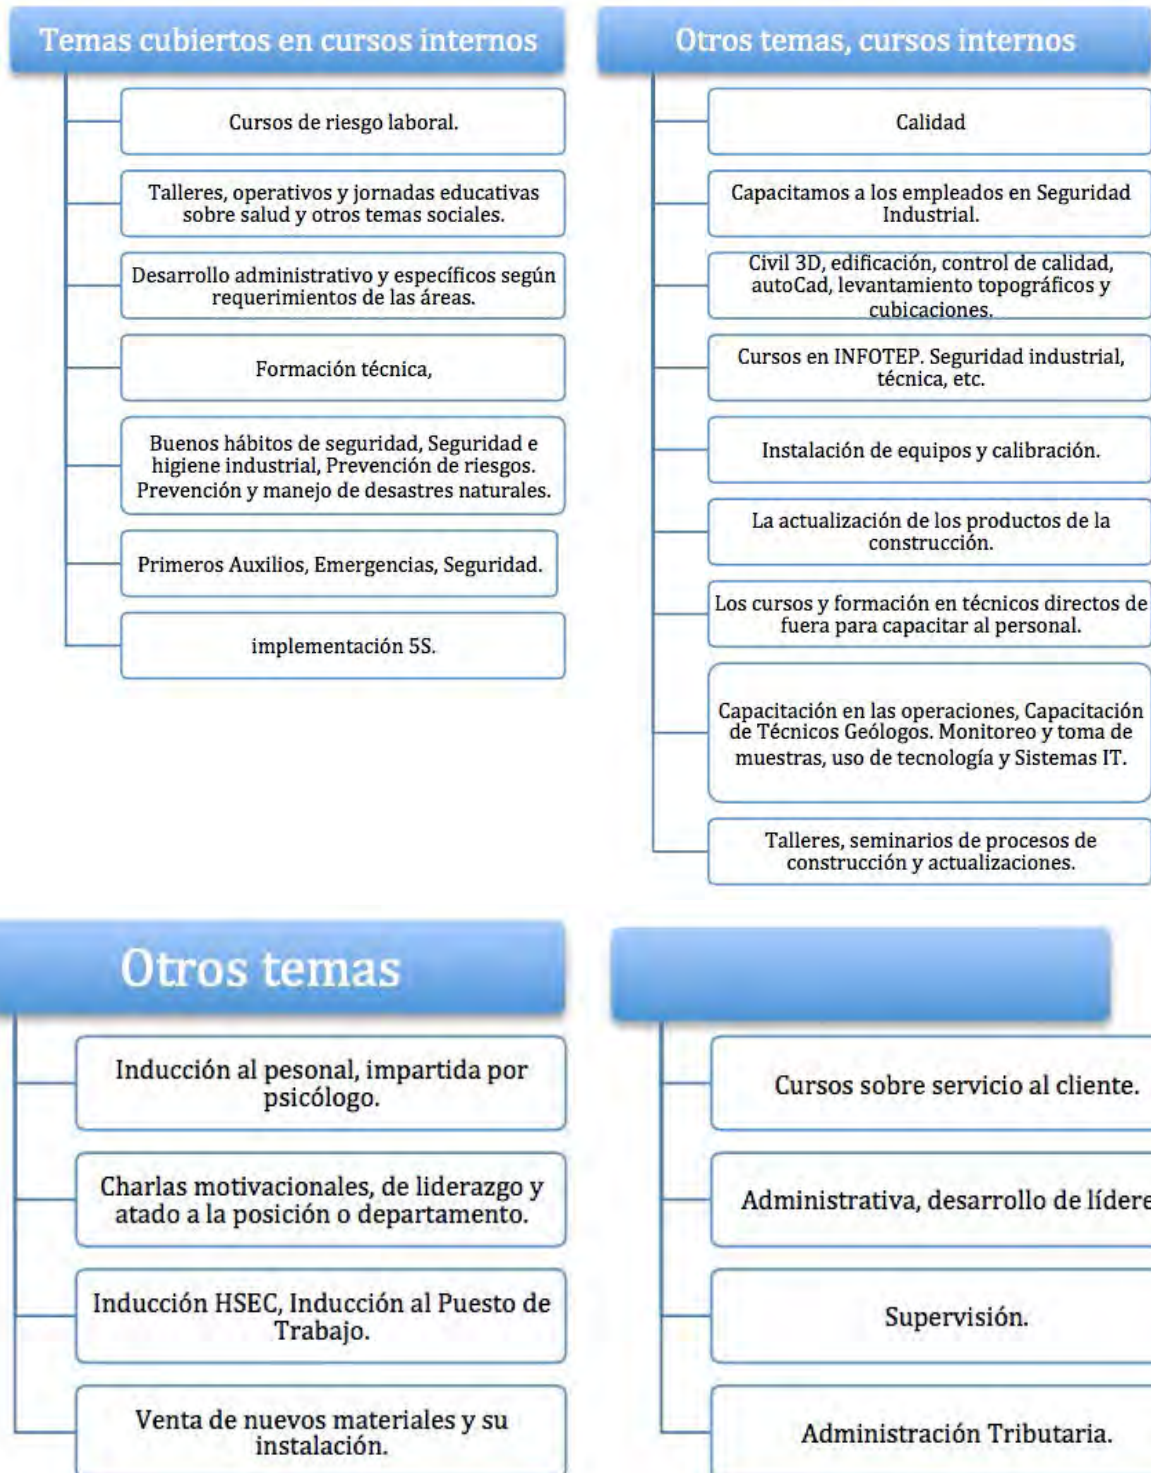 Temas cubiertos en cursos internos
Cursos de riesgo laboral.
Talleres, operativos y jornadas educativas
sobre salud y otros temas sociales.
Desarrollo administrativo y específicos según
requerimientos de las áreas.
Formación técnica,
Buenos hábitos de seguridad, Seguridad e
higiene industrial, Prevención de riesgos.
Prevención y manejo de desastres naturales.
Primeros Auxilios, Emergencias, Seguridad.
implementación 5S.
Otros temas, cursos internos
Calidad
Capacitamos a los empleados en Seguridad
Industrial.
Civil 3D, edificación, control de calidad,
autoCad, levantamiento topográficos y
cubicaciones.
Cursos en INFOTEP. Seguridad industrial,
técnica, etc.
Instalación de equipos y calibración.
La actualización de los productos de la
construcción.
Los cursos y formación en técnicos directos de
fuera para capacitar al personal.
Capacitación en las operaciones, Capacitación
de Técnicos Geólogos. Monitoreo y toma de
muestras, uso de tecnología y Sistemas IT.
Talleres, seminarios de procesos de
construcción y actualizaciones.
Otros temas
Inducción al pesonal, impartida por
psicólogo.
Charlas motivacionales, de liderazgo y
atado a la posición o departamento.
Inducción HSEC, Inducción al Puesto de
Trabajo.
Venta de nuevos materiales y su
instalación.
Cursos sobre servicio al cliente.
Administrativa, desarrollo de lídere
Supervisión.
Administración Tributaria.